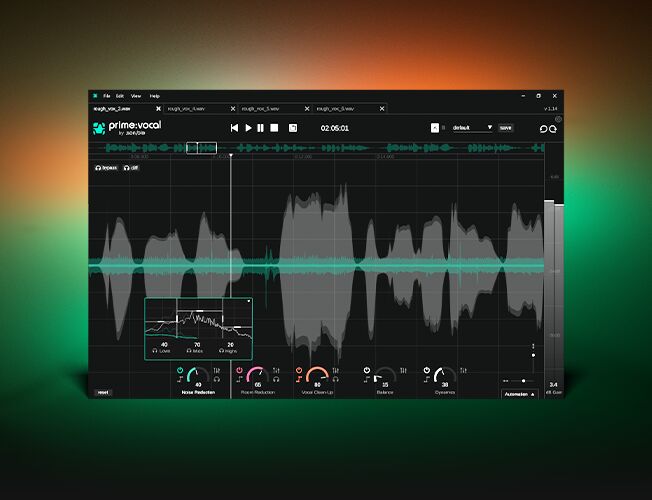 File Edit View Help
rough_vox_3.wav rough_vox_4.wav rough_vox_5.wav rough_vox_6.wav v 1.14
prime:vocal
by sonible
02:05:01
A B default save
bypass diff
40 70 20
Lows Mids Highs
40 65 80 15 38 3.4
Noise Reduction Room Reduction Vocal Clean-Up Balance Dynamics dB Gain
reset Automation